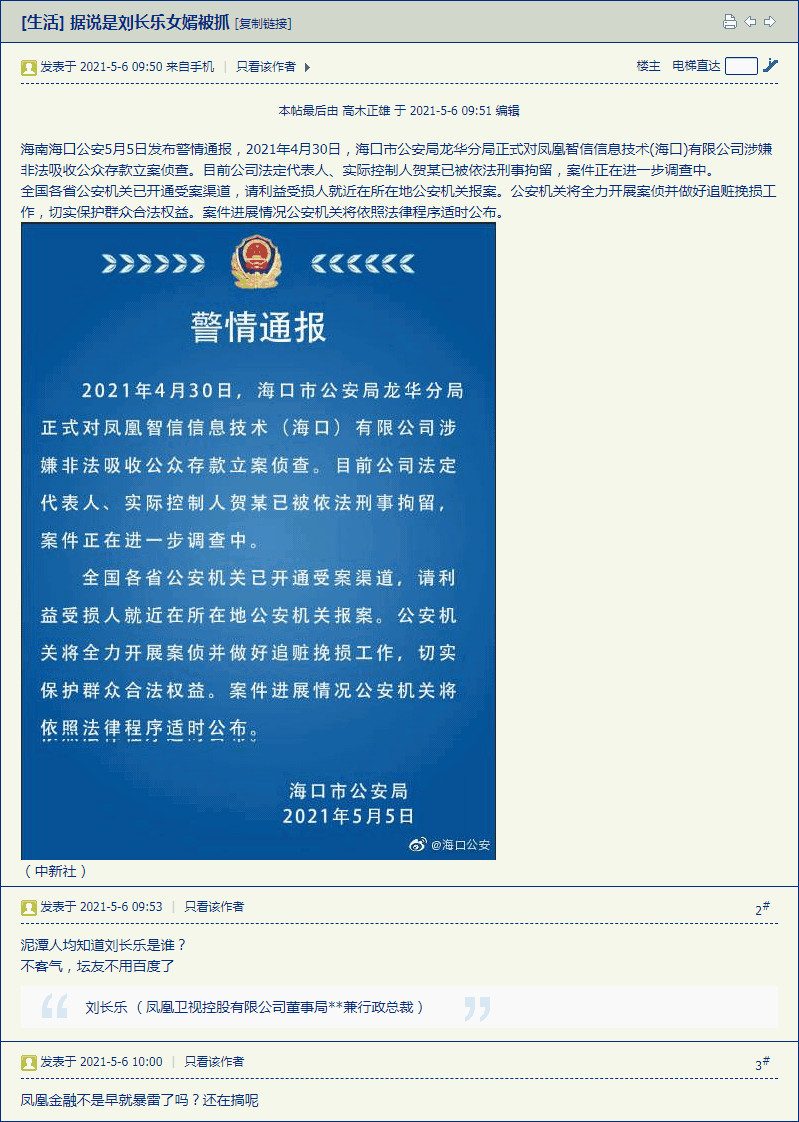 [生活] 据说是刘长乐女婿被抓 [复制链接]
发表于 2021-5-6 09:50 来自手机 | 只看该作者
楼主 电梯直达
本帖最后由 高木正雄 于 2021-5-6 09:51 编辑
海南海口公安5月5日发布警情通报，2021年4月30日，海口市公安局龙华分局正式对凤凰智信信息技术(海口)有限公司涉嫌
非法吸收公众存款立案侦查。目前公司法定代表人、实际控制人贺某已被依法刑事拘留，案件正在进一步调查中。
全国各省公安机关已开通受案渠道，请利益受损人就近在所在地公安机关报案。公安机关将全力开展案侦并做好追赃挽损工
作，切实保护群众合法权益。案件进展情况公安机关将依照法律程序适时公布。
警情通报
2021年4月30日，海口市公安局龙华分局
正式对凤凰智信信息技术（海口）有限公司涉
嫌非法吸收公众存款立案侦查。目前公司法定
代表人、实际控制人贺某已被依法刑事拘留，
案件正在进一步调查中。
全国各省公安机关已开通受案渠道，请利
益受损人就近在所在地公安机关报案。公安机
关将全力开展案侦并做好追赃挽损工作，切实
保护群众合法权益。案件进展情况公安机关将
依照法律程序适时公布。
海口市公安局
2021年5月5日
@海口公安
（中新社）
发表于 2021-5-6 09:53 | 只看该作者
2#
泥潭人均知道刘长乐是谁？
不客气，坛友不用百度了
刘长乐（凤凰卫视控股有限公司董事局**兼行政总裁）
发表于 2021-5-6 10:00 | 只看该作者
3#
凤凰金融不是早就暴雷了吗？还在搞呢